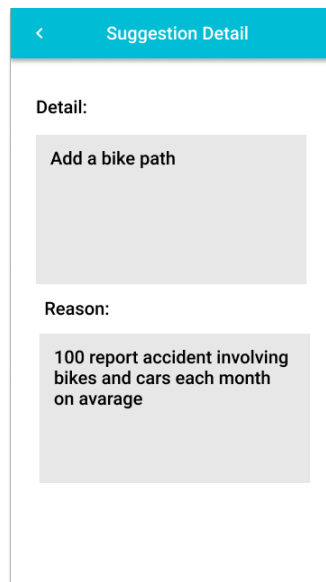 Suggestion Detail
Detail:
Add a bike path
Reason:
100 report accident involving
bikes and cars each month
on avarage